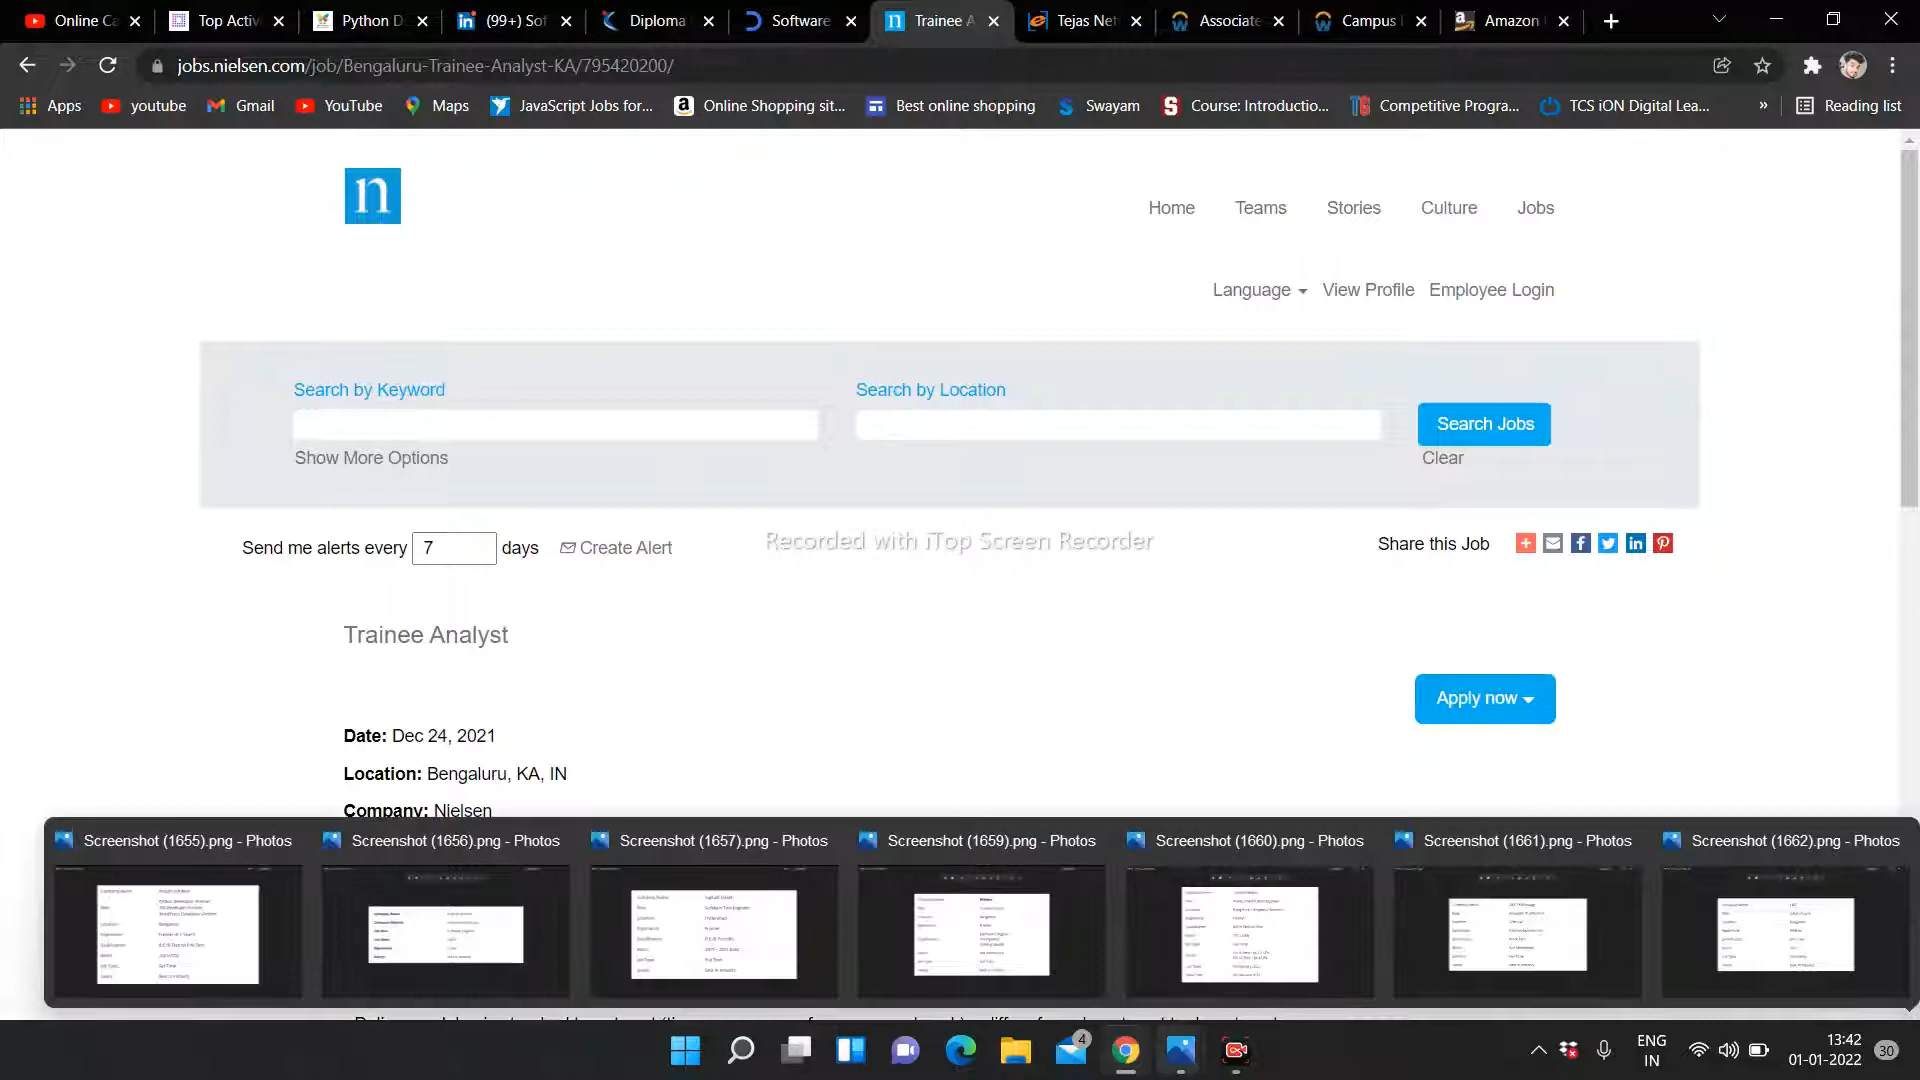 Online Ca
Top Activ
Python D
(99+) Sof
Diploma
Software
Trainee A
Tejas Net
Associate
Campus
Amazon
jobs.nielsen.com/job/Bengaluru-Trainee-Analyst-KA/795420200/
Apps
youtube
Gmail
YouTube
Maps
JavaScript Jobs for...
Online Shopping sit...
Best online shopping
Swayam
Course: Introductio...
Competitive Progra...
TCS iON Digital Lea...
»
Reading list
n
Home
Teams
Stories
Culture
Jobs
Language
View Profile
Employee Login
Search by Keyword
Search by Location
Search Jobs
Show More Options
Clear
Send me alerts every 7 days
Create Alert
Recorded with iTop Screen Recorder
Share this Job
Trainee Analyst
Apply now
Date: Dec 24, 2021
Location: Bengaluru, KA, IN
Company: Nielsen
Screenshot (1655).png - Photos
Screenshot (1656).png - Photos
Screenshot (1657).png - Photos
Screenshot (1659).png - Photos
Screenshot (1660).png - Photos
Screenshot (1661).png - Photos
Screenshot (1662).png - Photos
4
ENG
IN
13:42
01-01-2022
30